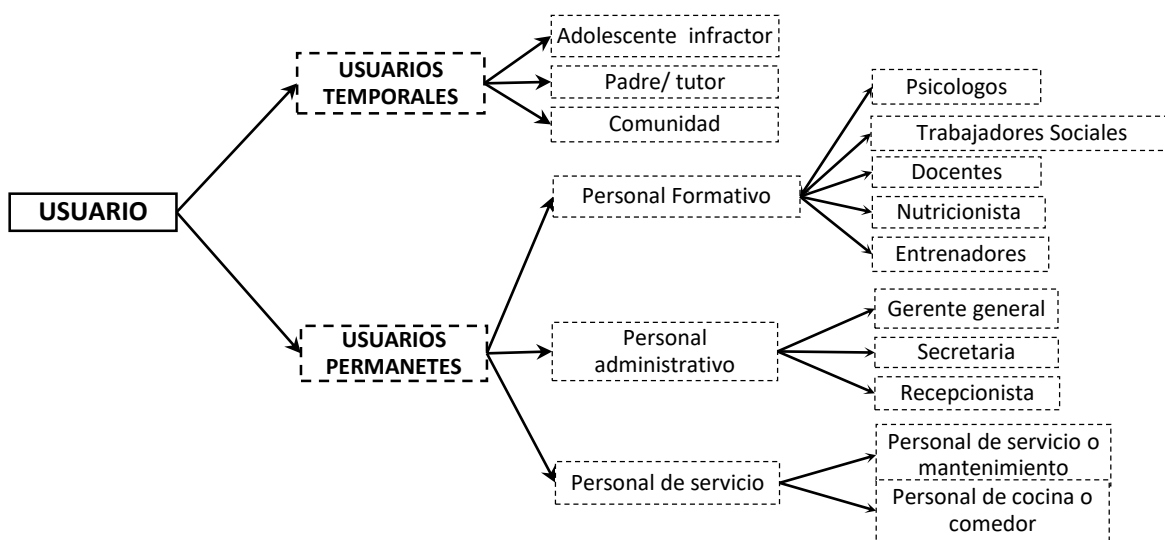 USUARIO
USUARIOS
TEMPORALES
Adolescente infractor
Padre/ tutor
Comunidad
USUARIOS
PERMANETES
Personal Formativo
Psicologos
Trabajadores Sociales
Docentes
Nutricionista
Entrenadores
Personal
administrativo
Gerente general
Secretaria
Recepcionista
Personal de servicio
Personal de servicio o
mantenimiento
Personal de cocina o
comedor